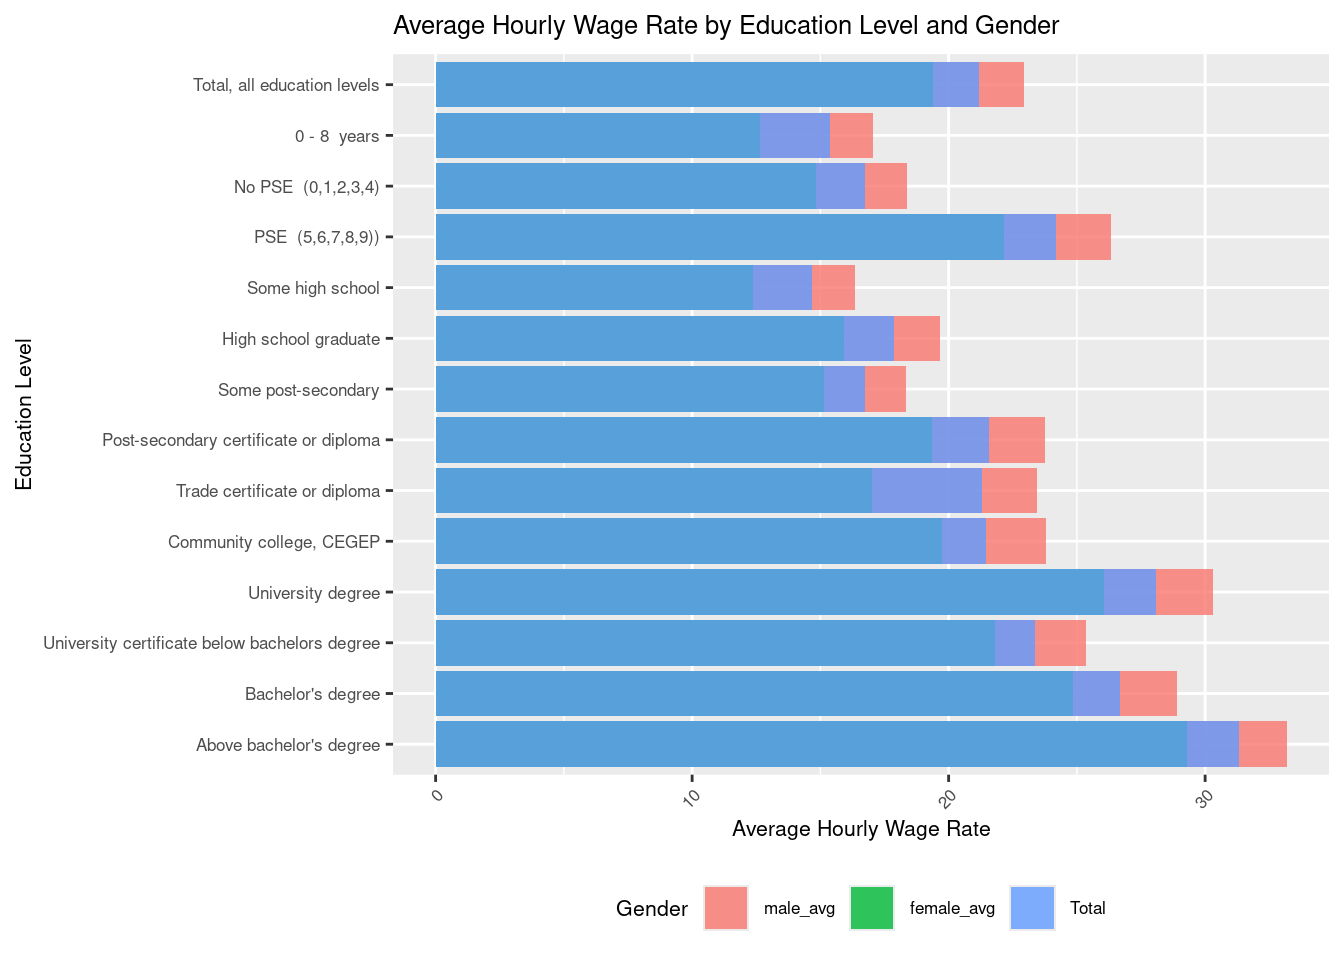 Average Hourly Wage Rate by Education Level and Gender
Education Level
Total, all education levels
0 - 8  years
No PSE  (0,1,2,3,4)
PSE  (5,6,7,8,9))
Some high school
High school graduate
Some post-secondary
Post-secondary certificate or diploma
Trade certificate or diploma
Community college, CEGEP
University degree
University certificate below bachelors degree
Bachelor's degree
Above bachelor's degree
0 10 20 30
Average Hourly Wage Rate
Gender male_avg female_avg Total